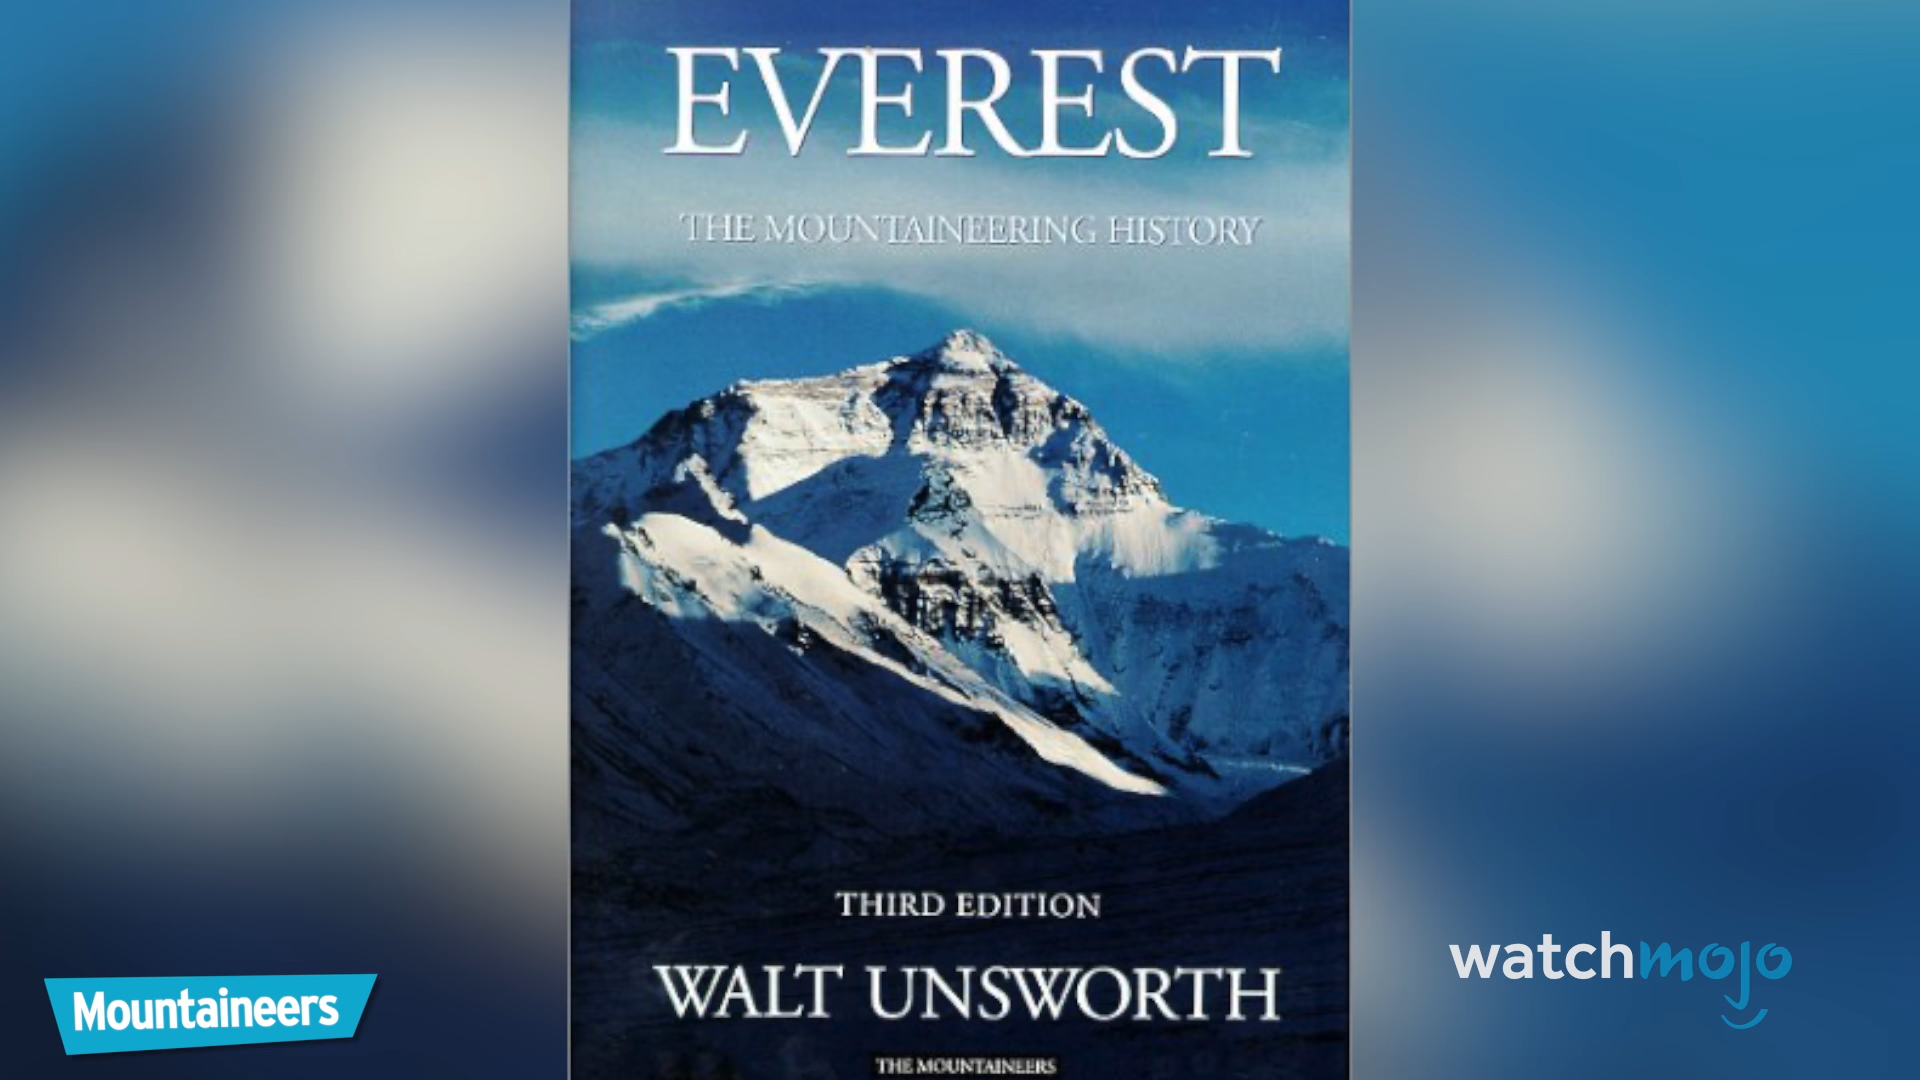 EVEREST
THE MOUNTAINEERING HISTORY
THIRD EDITION
WALT UNSWORTH
THE MOUNTAINEERS
Mountaineers
watchmojo